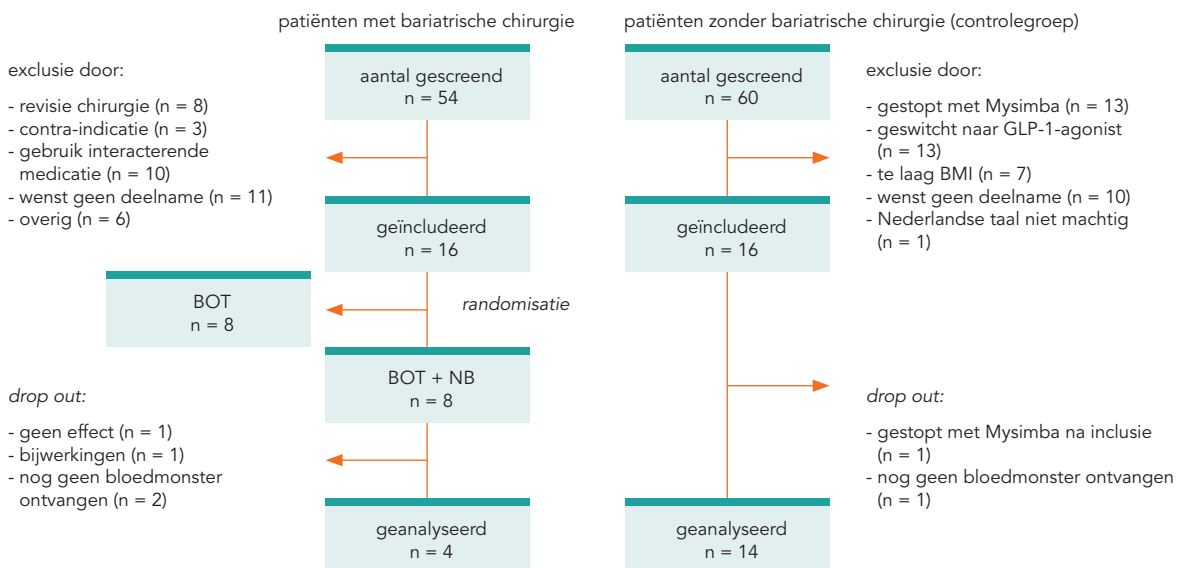 patiënten met bariatrische chirurgie
patiënten zonder bariatrische chirurgie (controlegroep)
exclusie door:
- revisie chirurgie (n = 8)
- contra-indicatie (n = 3)
- gebruik interacterende
medicatie (n = 10)
- wenst geen deelname (n = 11)
- overig (n = 6)
aantal gescreend
n = 54
aantal gescreend
n = 60
exclusie door:
- gestopt met Mysimba (n = 13)
- geswitcht naar GLP-1-agonist
(n = 13)
- te laag BMI (n = 7)
- wenst geen deelname (n = 10)
- Nederlandse taal niet machtig
(n = 1)
geïncludeerd
n = 16
geïncludeerd
n = 16
BOT
n = 8
randomisatie
BOT + NB
n = 8
drop out:
- geen effect (n = 1)
- bijwerkingen (n = 1)
- nog geen bloedmonster
ontvangen (n = 2)
drop out:
- gestopt met Mysimba na inclusie
(n = 1)
- nog geen bloedmonster ontvangen
(n = 1)
geanalyseerd
n = 4
geanalyseerd
n = 14